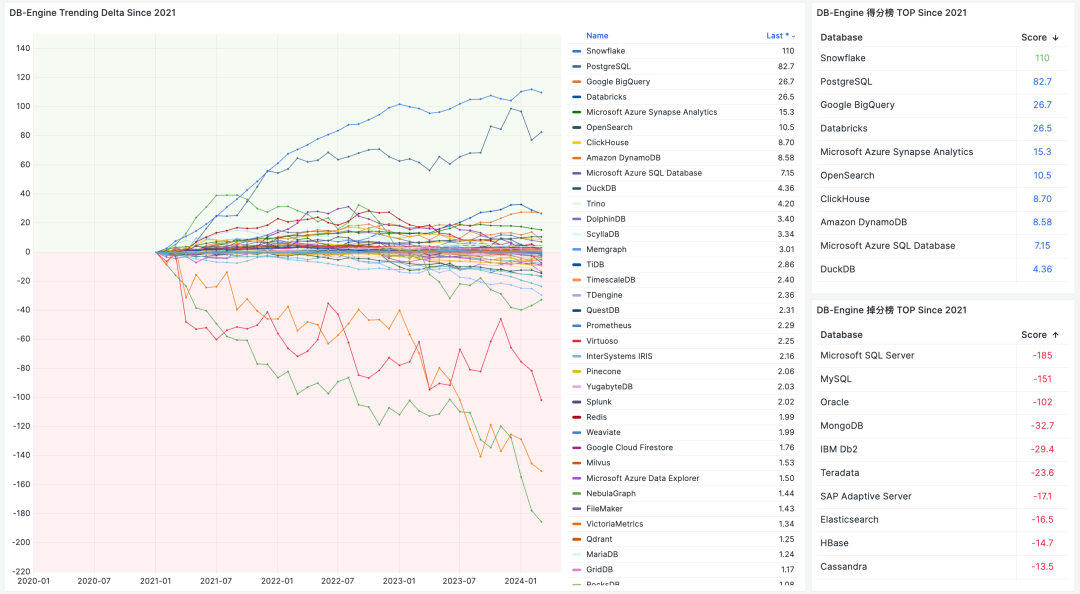 DB-Engine Trending Delta Since 2021
140
120
100
80
60
40
20
0
-20
-40
-60
-80
-100
-120
-140
-160
-180
-200
-220
2020-01 2020-07 2021-01 2021-07 2022-01 2022-07 2023-01 2023-07 2024-01
Name Last *
Snowflake 110
PostgreSQL 82.7
Google BigQuery 26.7
Databricks 26.5
Microsoft Azure Synapse Analytics 15.3
OpenSearch 10.5
ClickHouse 8.70
Amazon DynamoDB 8.58
Microsoft Azure SQL Database 7.15
DuckDB 4.36
Trino 4.20
DolphinDB 3.40
ScyllaDB 3.34
Memgraph 3.01
TiDB 2.86
TimescaleDB 2.40
TDengine 2.36
QuestDB 2.31
Prometheus 2.29
Virtuoso 2.25
InterSystems IRIS 2.16
Pinecone 2.06
YugabyteDB 2.03
Splunk 2.02
Redis 1.99
Weaviate 1.99
Google Cloud Firestore 1.76
Milvus 1.53
Microsoft Azure Data Explorer 1.50
NebulaGraph 1.44
FileMaker 1.43
VictoriaMetrics 1.34
Qdrant 1.25
MariaDB 1.24
GridDB 1.17
RocksDB 1.08
DB-Engine 得分榜 TOP Since 2021
Database Score ↓
Snowflake 110
PostgreSQL 82.7
Google BigQuery 26.7
Databricks 26.5
Microsoft Azure Synapse Analytics 15.3
OpenSearch 10.5
ClickHouse 8.70
Amazon DynamoDB 8.58
Microsoft Azure SQL Database 7.15
DuckDB 4.36
DB-Engine 掉分榜 TOP Since 2021
Database Score ↑
Microsoft SQL Server -185
MySQL -151
Oracle -102
MongoDB -32.7
IBM Db2 -29.4
Teradata -23.6
SAP Adaptive Server -17.1
Elasticsearch -16.5
HBase -14.7
Cassandra -13.5